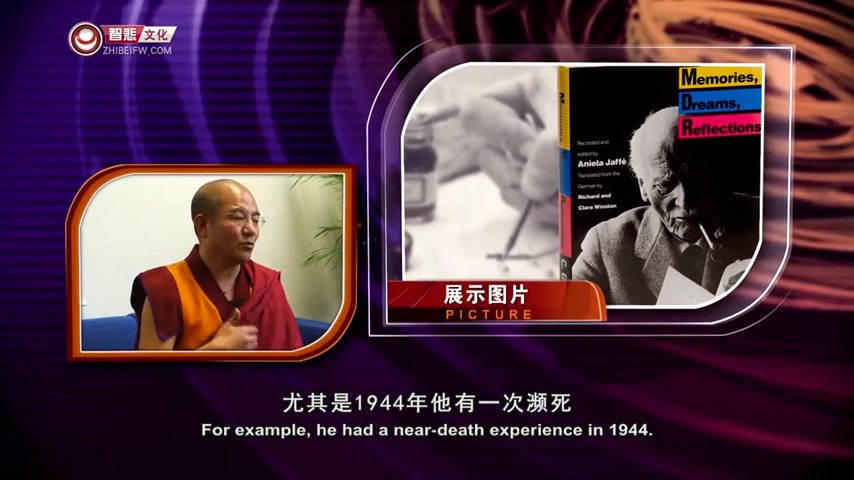 智悲文化
ZHIBEIFW.COM
Memories,
Dreams,
Reflections
Recorded and
edited by
Aniela Jaffé
Translated from the
German by
Richard and
Clara Winston
展示图片
PICTURE
尤其是1944年他有一次濒死
For example, he had a near-death experience in 1944.